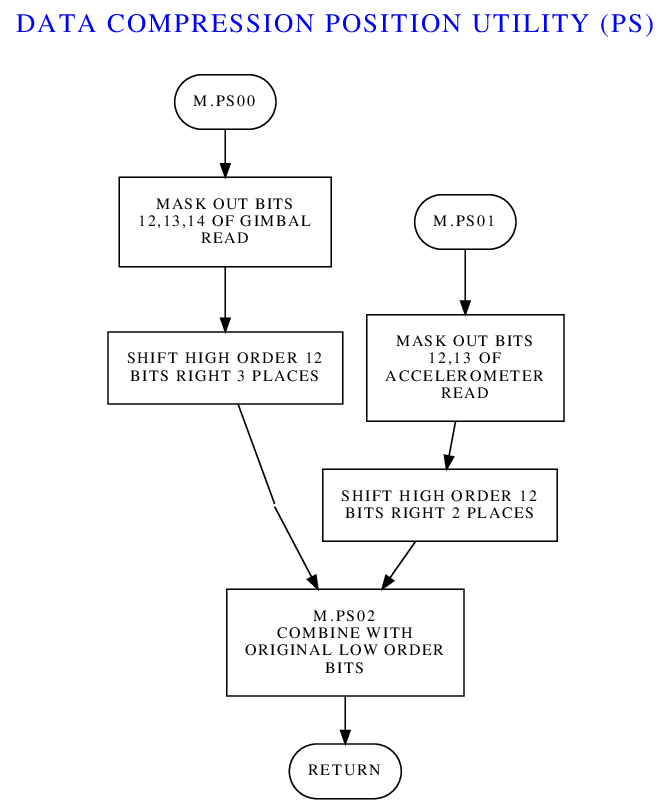 DATA COMPRESSION POSITION UTILITY (PS)
M.PS00
MASK OUT BITS
12,13,14 OF GIMBAL
READ
SHIFT HIGH ORDER 12
BITS RIGHT 3 PLACES
M.PS01
MASK OUT BITS
12,13 OF
ACCELEROMETER
READ
SHIFT HIGH ORDER 12
BITS RIGHT 2 PLACES
M.PS02
COMBINE WITH
ORIGINAL LOW ORDER
BITS
RETURN